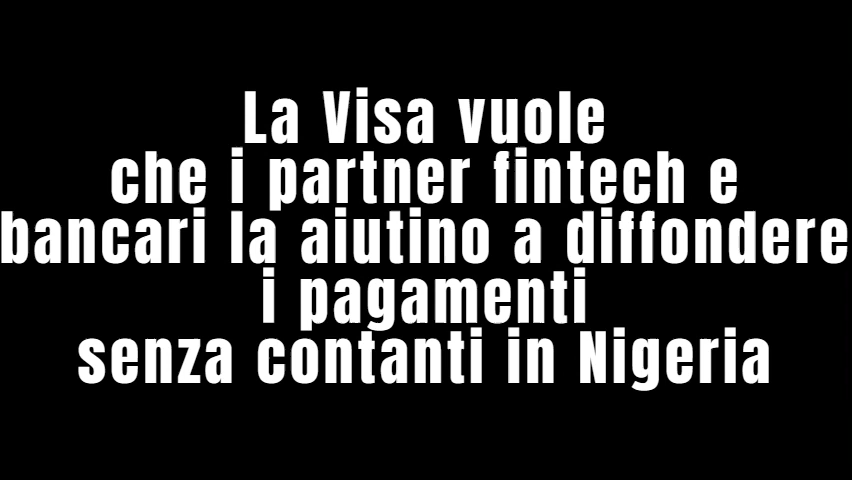 La Visa vuole
che i partner fintech e
bancari la aiutino a diffondere
i pagamenti
senza contanti in Nigeria